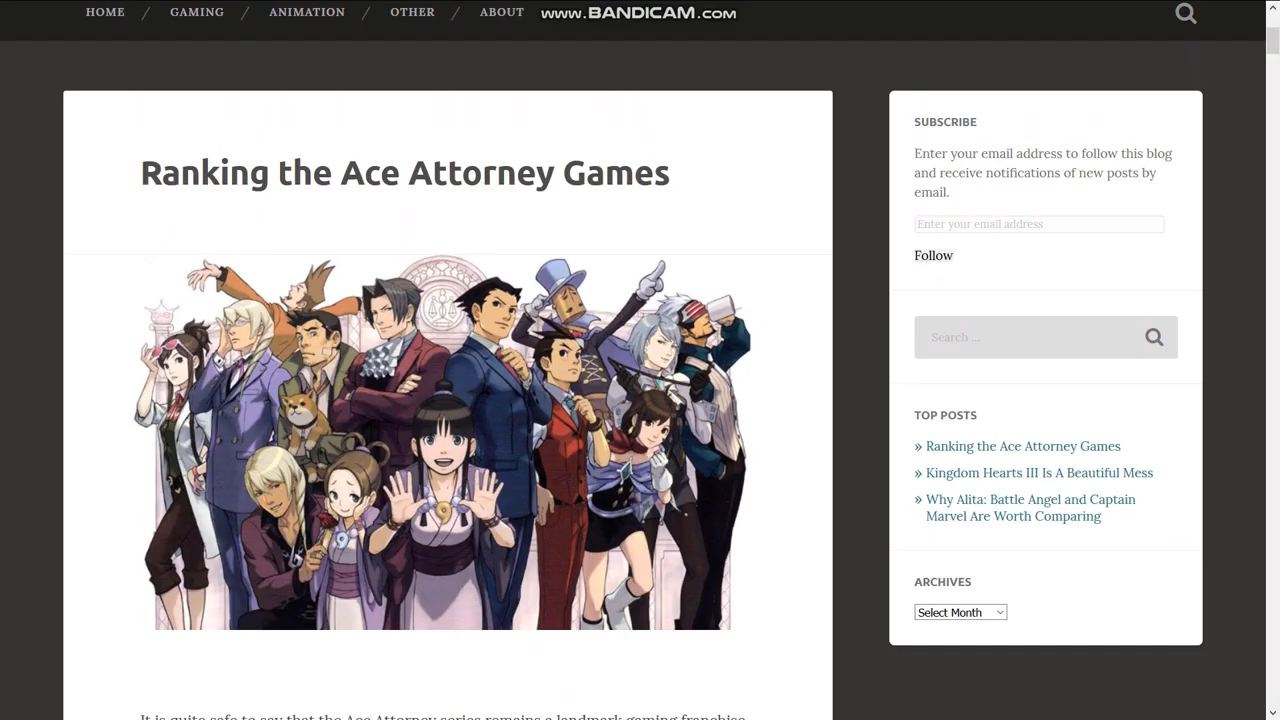 HOME / GAMING / ANIMATION / OTHER / ABOUT
www.BANDICAM.com
Ranking the Ace Attorney Games
It is quite safe to say that the Ace Attorney series remains a landmark gaming franchise
SUBSCRIBE
Enter your email address to follow this blog
and receive notifications of new posts by
email.
Enter your email address
Follow
Search ...
TOP POSTS
» Ranking the Ace Attorney Games
» Kingdom Hearts III Is A Beautiful Mess
» Why Alita: Battle Angel and Captain
Marvel Are Worth Comparing
ARCHIVES
Select Month